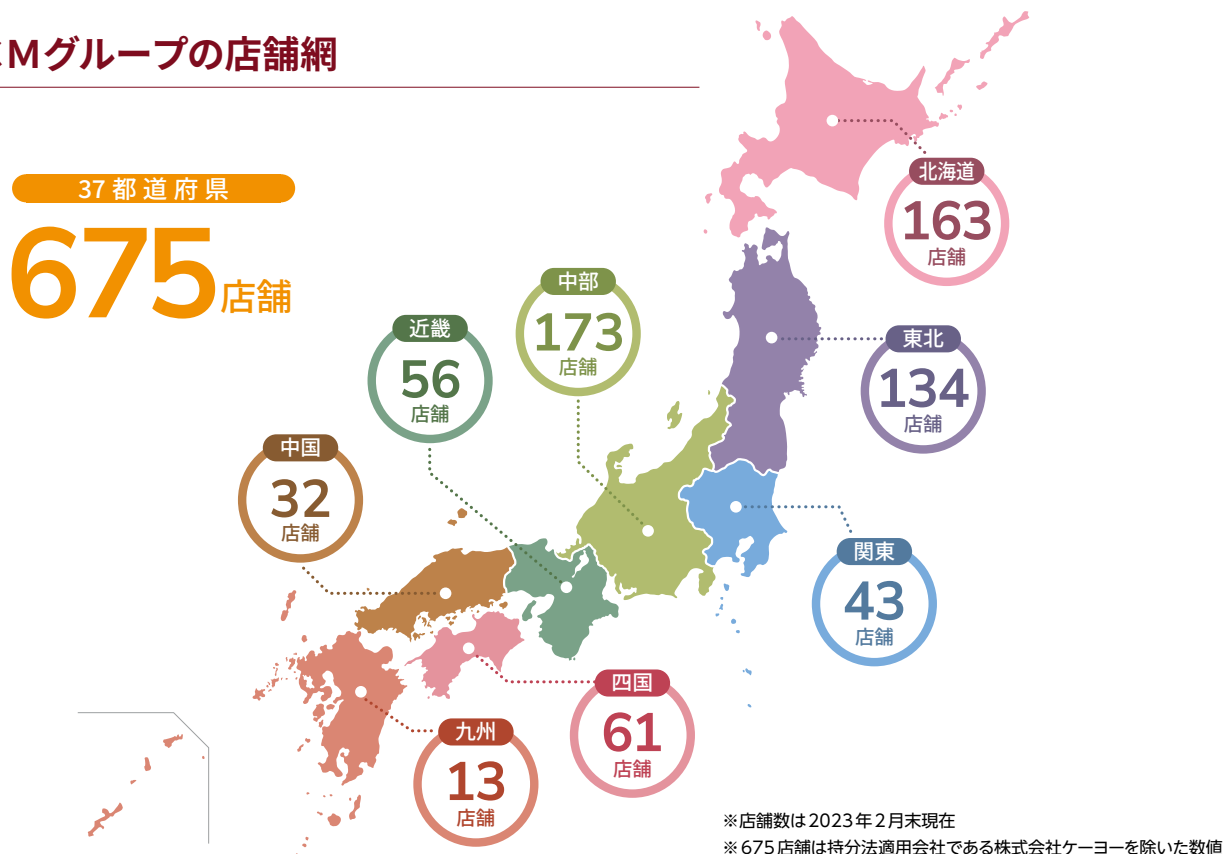 Mグループの店舗網
37都道府県
675店舗
北海道
163
店舗
東北
134
店舗
中部
173
店舗
近畿
56
店舗
中国
32
店舗
関東
43
店舗
四国
61
店舗
九州
13
店舗
※店舗数は2023年2月末現在
※675店舗は持分法適用会社である株式会社ケーヨーを除いた数値